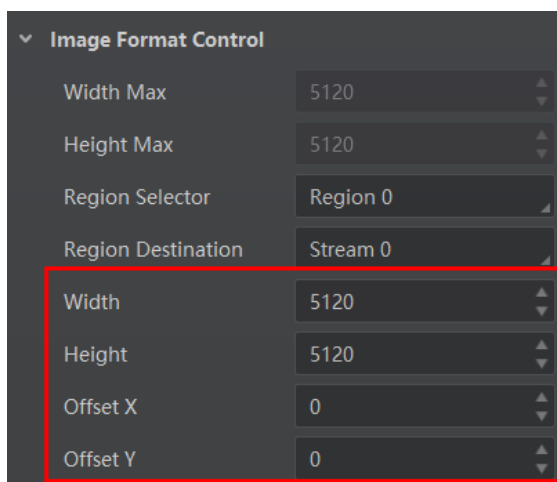 Image Format Control
Width Max 5120
Height Max 5120
Region Selector Region 0
Region Destination Stream 0
Width 5120
Height 5120
Offset X 0
Offset Y 0